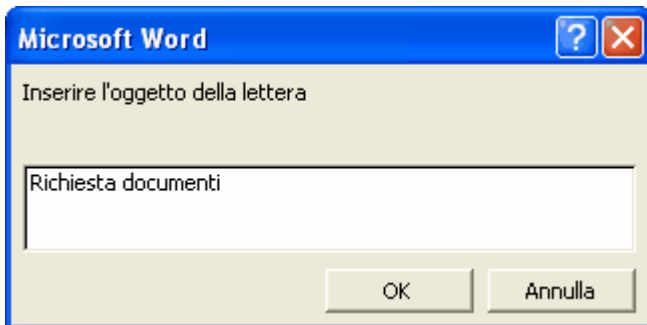 Microsoft Word
?
Inserire l'oggetto della lettera
Richiesta documenti
OK Annulla